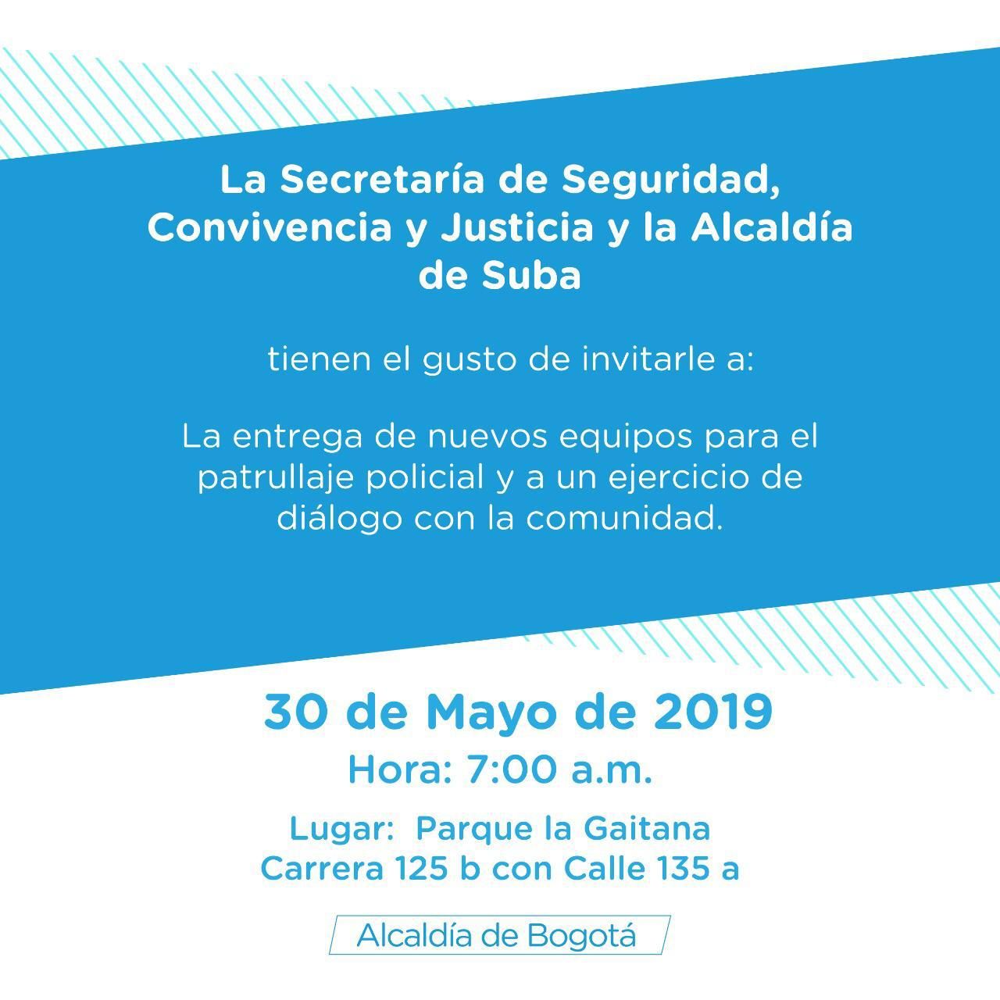 La Secretaría de Seguridad,
Convivencia y Justicia y la Alcaldía
de Suba
tienen el gusto de invitarle a:
La entrega de nuevos equipos para el
patrullaje policial y a un ejercicio de
diálogo con la comunidad.
30 de Mayo de 2019
Hora: 7:00 a.m.
Lugar: Parque la Gaitana
Carrera 125 b con Calle 135 a
Alcaldía de Bogotá